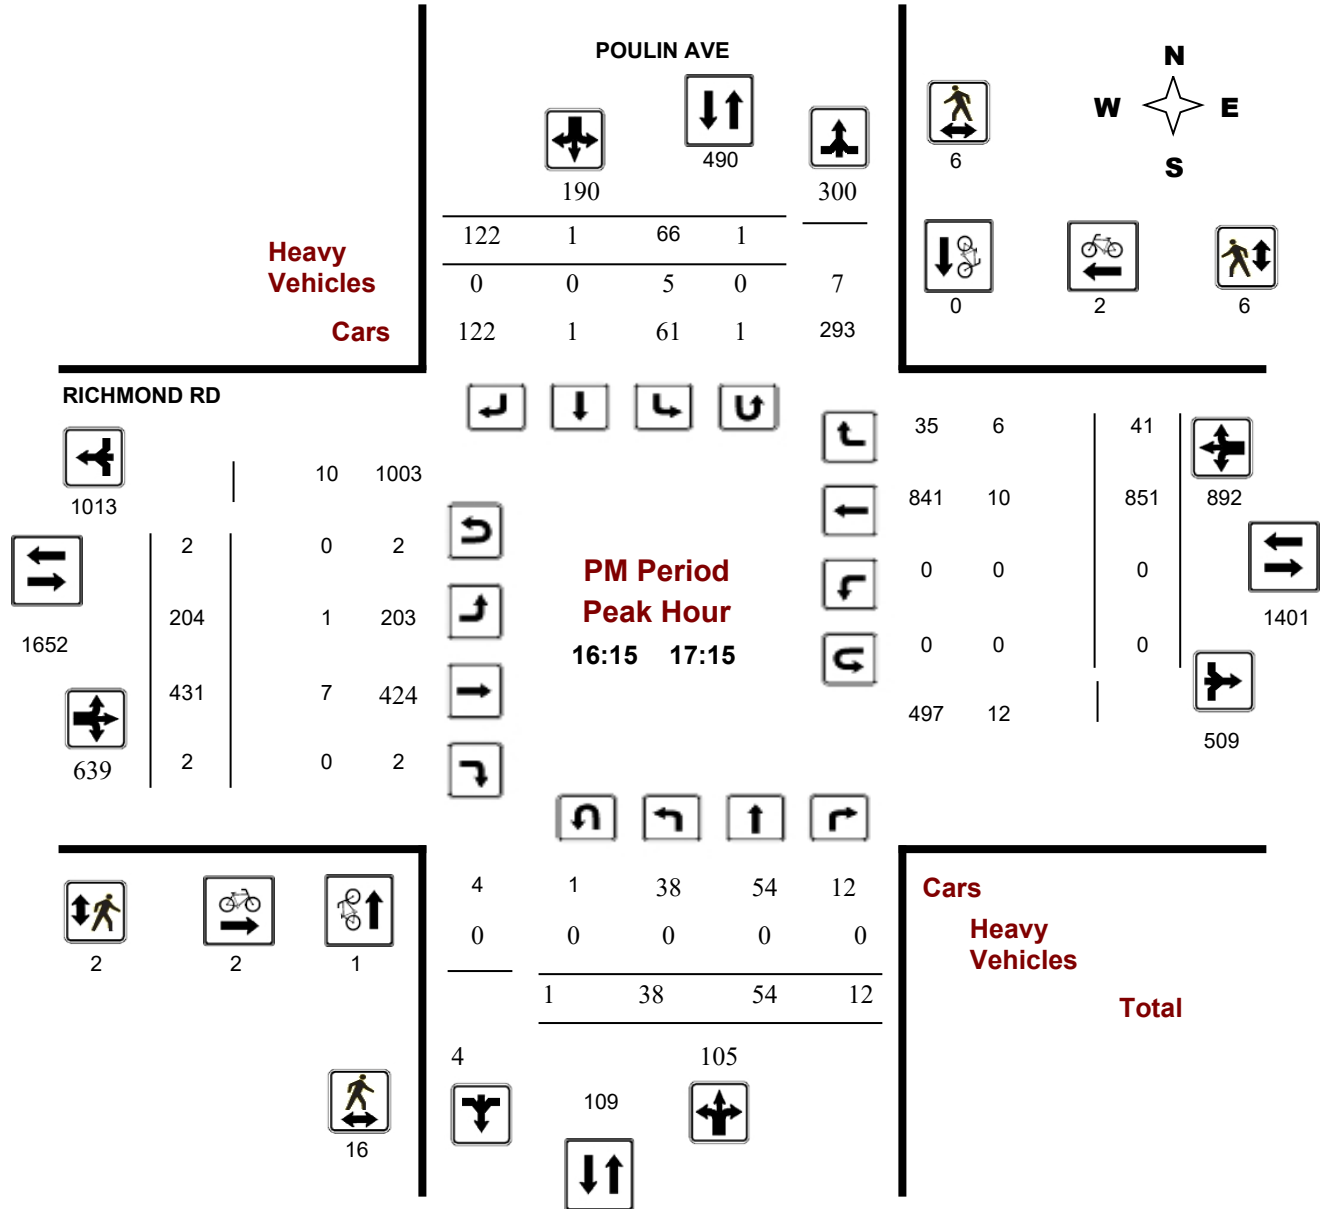 POULIN AVE
N
W E
S
490
6
190 300
122 1 66 1
Heavy
Vehicles
0 0 5 0 7
0 2 6
Cars
122 1 61 1 293
RICHMOND RD
35 6 41
10 1003
1013
841 10 851 892
2 0 2
PM Period
0 0 0
Peak Hour
204 1 203
1401
1652
16:15 17:15
0 0 0
431 7 424
497 12
509
639
2 0 2
4 1 38 54 12
Cars
0 0 0 0 0
Heavy
Vehicles
2 2 1
1 38 54 12
Total
4 105
109
16